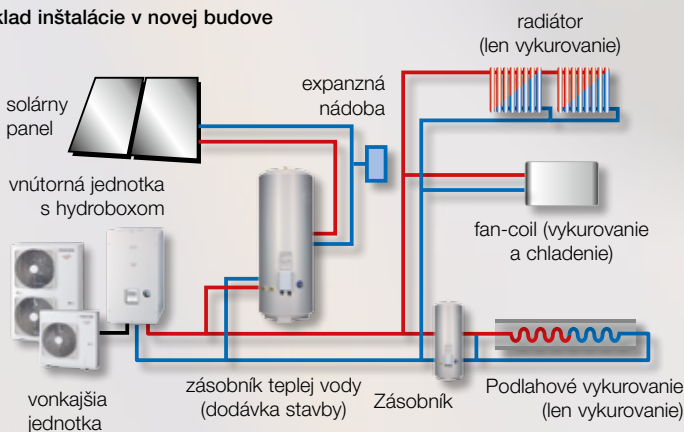 klad inštalácie v novej budove
radiátor
(len vykurovanie)
expanzná
nádoba
solárny
panel
vnútorná jednotka
s hydroboxom
fan-coil (vykurovanie
a chladenie)
vonkajšia
jednotka
zásobník teplej vody
(dodávka stavby)
Zásobník
Podlahové vykurovanie
(len vykurovanie)